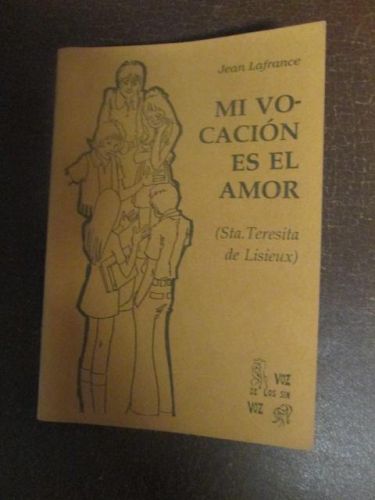 Jean Lafrance
MI VO-
CACIÓN
ES EL
AMOR
(Sta. Teresita
de Lisieux)
VOZ
DE LOS SIN
VOZ